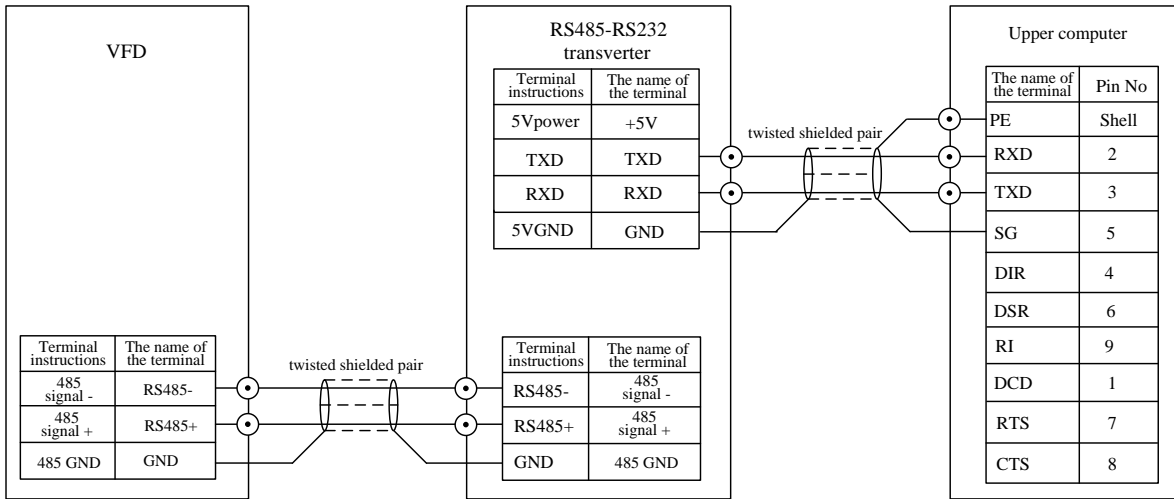 VFD
Terminal instructions The name of the terminal
485 signal - RS485-
485 signal + RS485+
485 GND GND
twisted shielded pair
RS485-RS232
transverter
Terminal instructions The name of the terminal
5Vpower +5V
TXD TXD
RXD RXD
5VGND GND
Terminal instructions The name of the terminal
RS485- 485 signal -
RS485+ 485 signal +
GND 485 GND
twisted shielded pair
Upper computer
The name of the terminal Pin No
PE Shell
RXD 2
TXD 3
SG 5
DIR 4
DSR 6
RI 9
DCD 1
RTS 7
CTS 8